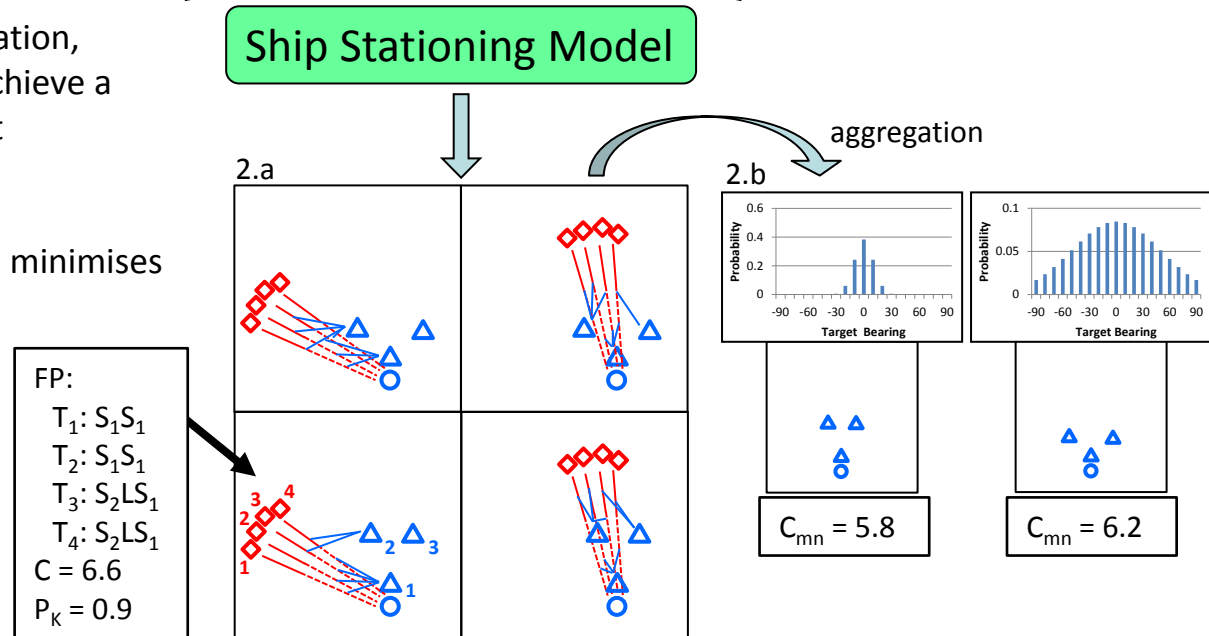 ation,
chieve a
Ship Stationing Model
aggregation
2.a
2.b
Probability
0.6
0.4
0.2
0
-90 -60 -30 0 30 60 90
Target Bearing
Probability
0.1
0.05
0
-90 -60 -30 0 30 60 90
Target Bearing
minimises
FP:
T₁: S₁S₁
T₂: S₁S₁
T₃: S₂LS₁
T₄: S₂LS₁
C = 6.6
P_K = 0.9
1 2 3 4
2 3
1
C_mn = 5.8
C_mn = 6.2